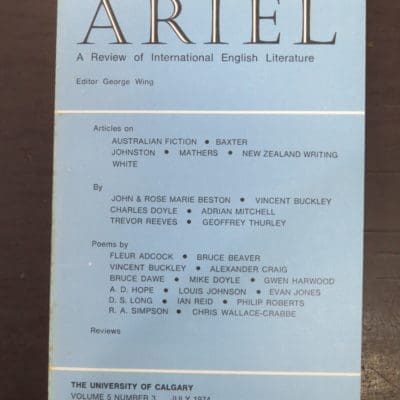 ARIEL
A Review of International English Literature
Editor George Wing
Articles on
AUSTRALIAN FICTION ● BAXTER
JOHNSTON ● MATHERS ● NEW ZEALAND WRITING
WHITE
By
JOHN & ROSE MARIE BESTON ● VINCENT BUCKLEY
CHARLES DOYLE ● ADRIAN MITCHELL
TREVOR REEVES ● GEOFFREY THURLEY
Poems by
FLEUR ADCOCK ● BRUCE BEAVER
VINCENT BUCKLEY ● ALEXANDER CRAIG
BRUCE DAWE ● MIKE DOYLE ● GWEN HARWOOD
A. D. HOPE ● LOUIS JOHNSON ● EVAN JONES
D. S. LONG ● IAN REID ● PHILIP ROBERTS
R. A. SIMPSON ● CHRIS WALLACE-CRABBE
Reviews
THE UNIVERSITY OF CALGARY
VOLUME 5 NUMBER 3 JULY 1974